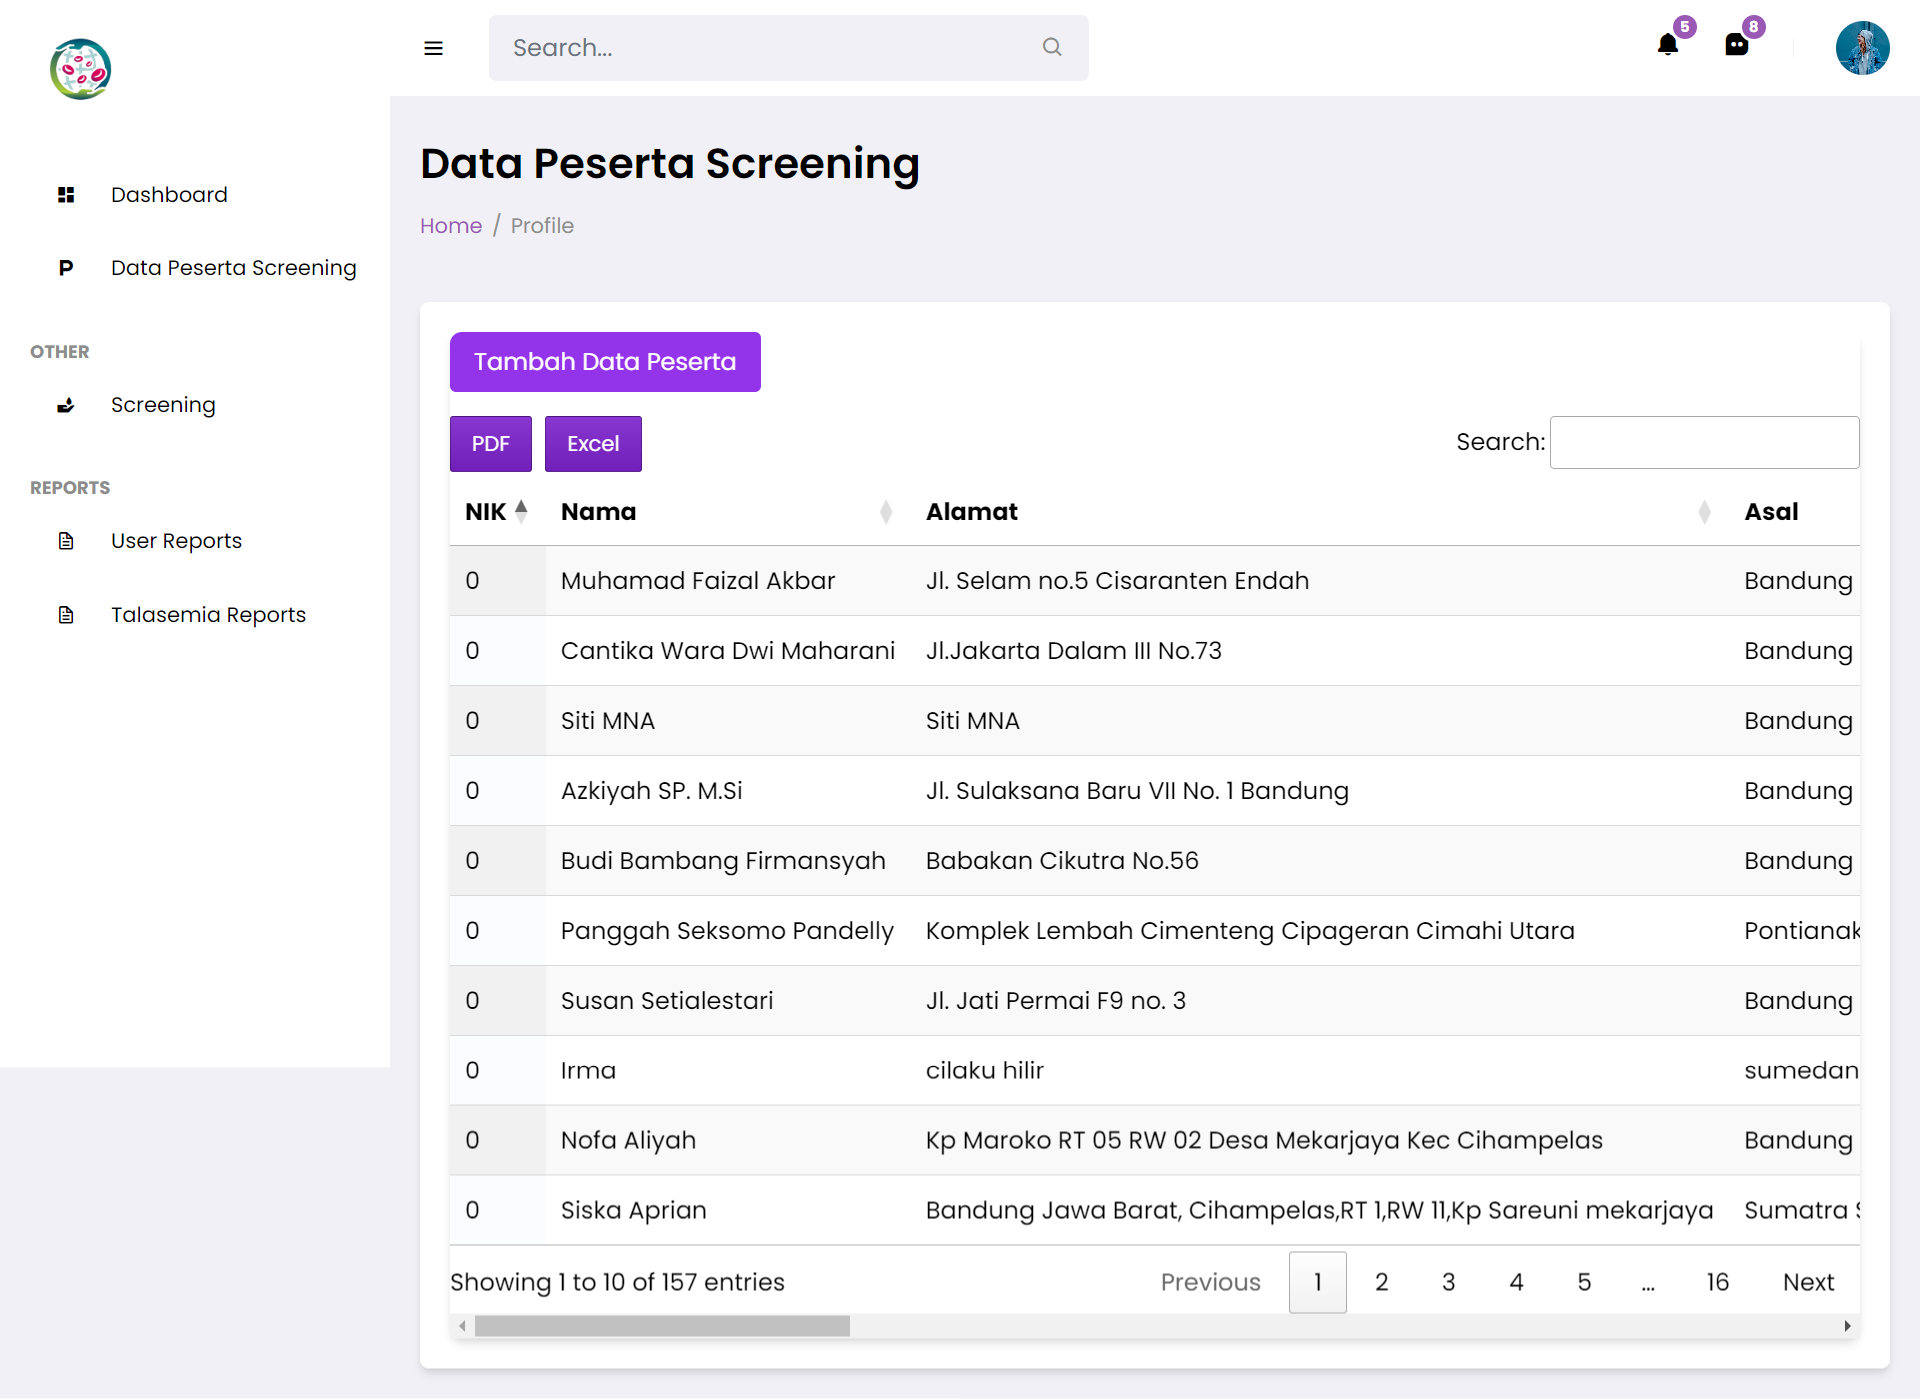 Search...
5
8
Dashboard
Data Peserta Screening
OTHER
Screening
REPORTS
User Reports
Talasemia Reports
Data Peserta Screening
Home / Profile
Tambah Data Peserta
PDF Excel Search:
NIK Nama Alamat Asal
0 Muhamad Faizal Akbar Jl. Selam no.5 Cisaranten Endah Bandung
0 Cantika Wara Dwi Maharani Jl.Jakarta Dalam III No.73 Bandung
0 Siti MNA Siti MNA Bandung
0 Azkiyah SP. M.Si Jl. Sulaksana Baru VII No. 1 Bandung Bandung
0 Budi Bambang Firmansyah Babakan Cikutra No.56 Bandung
0 Panggah Seksomo Pandelly Komplek Lembah Cimenteng Cipageran Cimahi Utara Pontianak
0 Susan Setialestari Jl. Jati Permai F9 no. 3 Bandung
0 Irma cilaku hilir sumedan
0 Nofa Aliyah Kp Maroko RT 05 RW 02 Desa Mekarjaya Kec Cihampelas Bandung
0 Siska Aprian Bandung Jawa Barat, Cihampelas,RT 1,RW 11,Kp Sareuni mekarjaya Sumatra S
Showing 1 to 10 of 157 entries Previous 1 2 3 4 5 … 16 Next